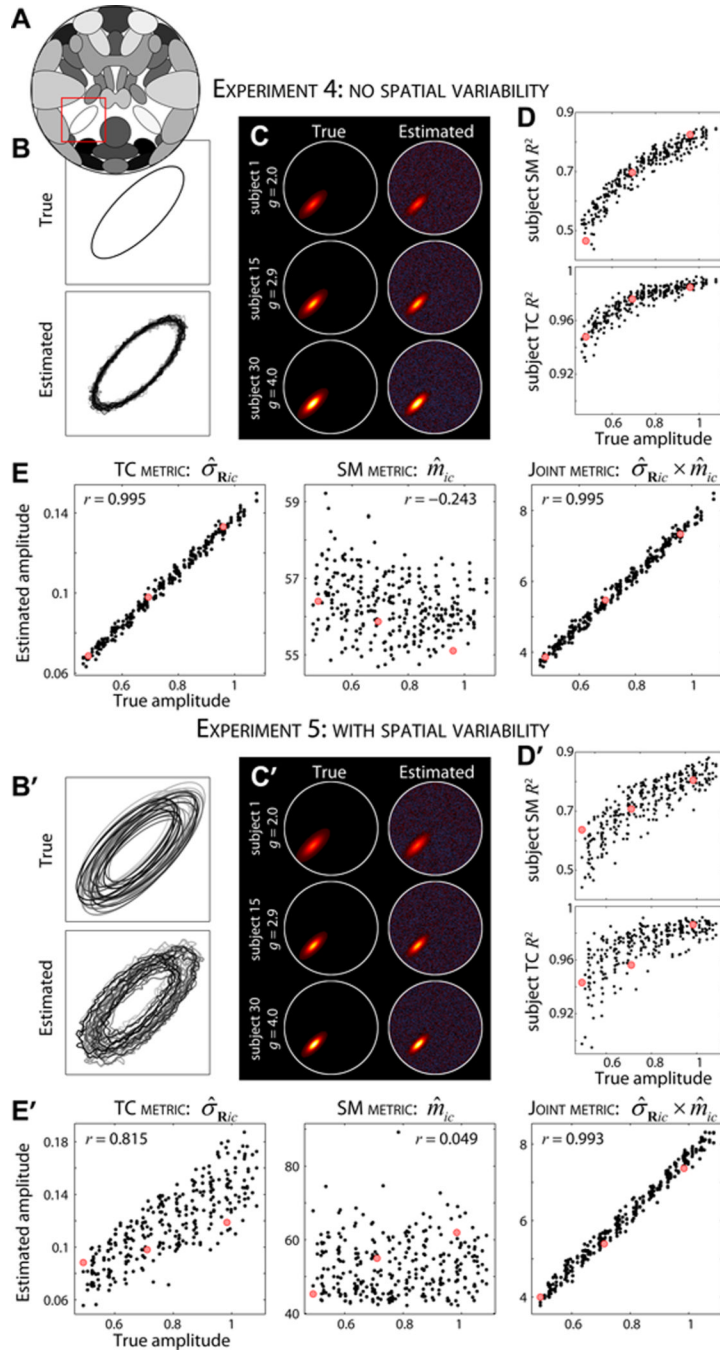 A
EXPERIMENT 4: NO SPATIAL VARIABILITY
B
True
Estimated
C
True Estimated
subject 1
g = 2.0
subject 15
g = 2.9
subject 30
g = 4.0
D
subject SM R²
0.9
0.7
0.5
subject TC R²
1
0.96
0.92
0.6 0.8 1
True amplitude
E
TC METRIC: σ̂Ric
r = 0.995
Estimated amplitude
0.14
0.1
0.06
0.6 0.8 1
True amplitude
SM METRIC: m̂ic
r = −0.243
59
57
55
0.6 0.8 1
JOINT METRIC: σ̂Ric × m̂ic
r = 0.995
8
6
4
0.6 0.8 1
EXPERIMENT 5: WITH SPATIAL VARIABILITY
B′
True
Estimated
C′
True Estimated
subject 1
g = 2.0
subject 15
g = 2.9
subject 30
g = 4.0
D′
subject SM R²
0.9
0.7
0.5
subject TC R²
1
0.96
0.92
0.6 0.8 1
True amplitude
E′
TC METRIC: σ̂Ric
r = 0.815
Estimated amplitude
0.18
0.14
0.1
0.06
0.6 0.8 1
True amplitude
SM METRIC: m̂ic
r = 0.049
80
60
40
0.6 0.8 1
JOINT METRIC: σ̂Ric × m̂ic
r = 0.993
8
6
4
0.6 0.8 1